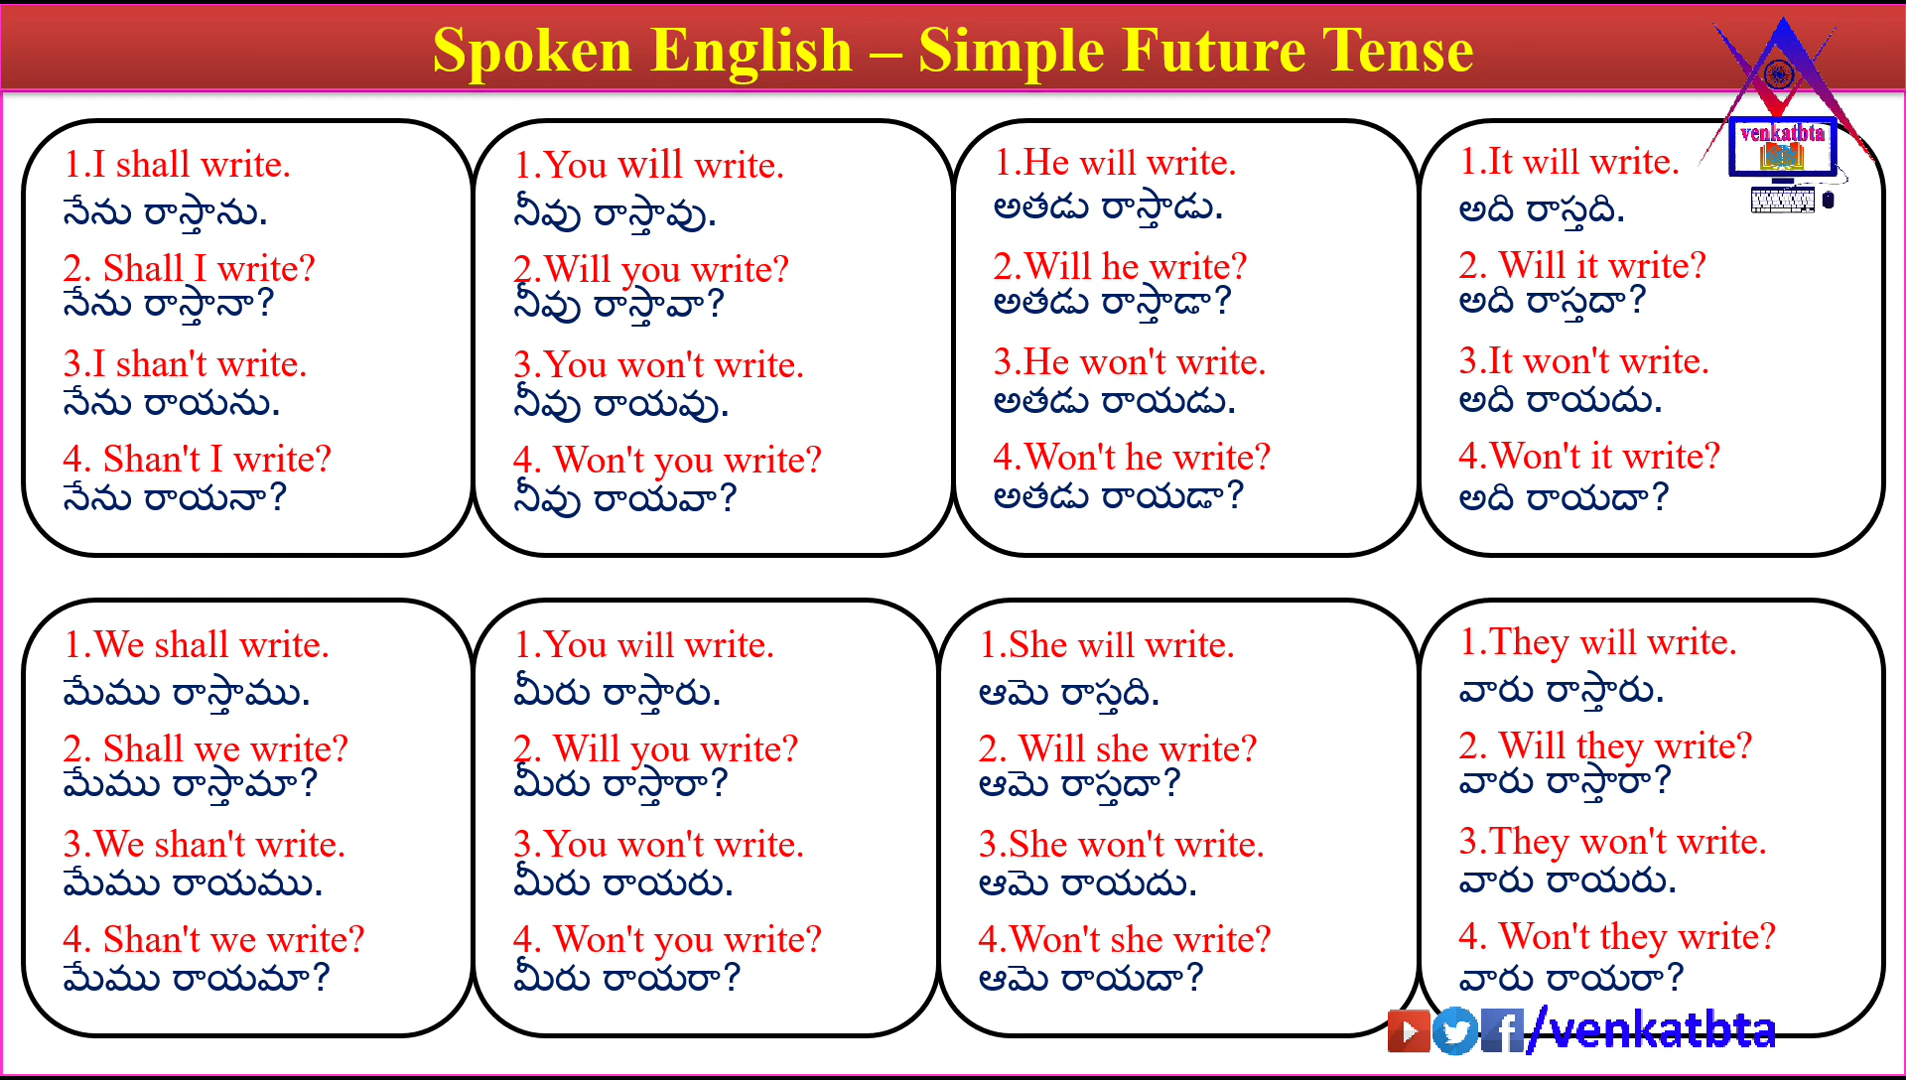 Spoken English – Simple Future Tense
venkatbta
1.I shall write.
నేను రాస్తాను.
2. Shall I write?
నేను రాస్తానా?
3.I shan't write.
నేను రాయను.
4. Shan't I write?
నేను రాయనా?
1.You will write.
నీవు రాస్తావు.
2.Will you write?
నీవు రాస్తావా?
3.You won't write.
నీవు రాయవు.
4. Won't you write?
నీవు రాయవా?
1.He will write.
అతడు రాస్తాడు.
2.Will he write?
అతడు రాస్తాడా?
3.He won't write.
అతడు రాయడు.
4.Won't he write?
అతడు రాయడా?
1.It will write.
అది రాస్తది.
2. Will it write?
అది రాస్తదా?
3.It won't write.
అది రాయదు.
4.Won't it write?
అది రాయదా?
1.We shall write.
మేము రాస్తాము.
2. Shall we write?
మేము రాస్తామా?
3.We shan't write.
మేము రాయము.
4. Shan't we write?
మేము రాయమా?
1.You will write.
మీరు రాస్తారు.
2. Will you write?
మీరు రాస్తారా?
3.You won't write.
మీరు రాయరు.
4. Won't you write?
మీరు రాయరా?
1.She will write.
ఆమె రాస్తది.
2. Will she write?
ఆమె రాస్తదా?
3.She won't write.
ఆమె రాయదు.
4.Won't she write?
ఆమె రాయదా?
1.They will write.
వారు రాస్తారు.
2. Will they write?
వారు రాస్తారా?
3.They won't write.
వారు రాయరు.
4. Won't they write?
వారు రాయరా?
/venkatbta